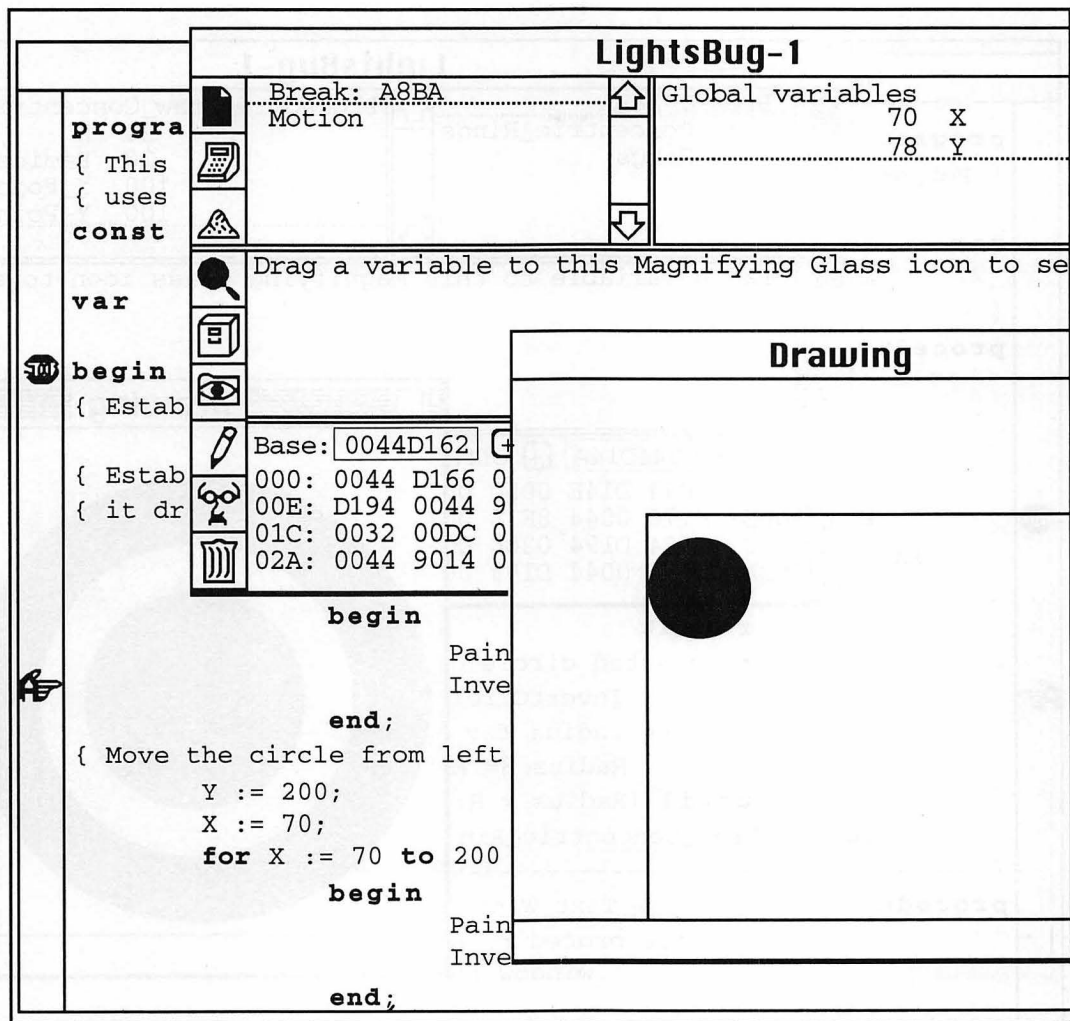 LightsBug-1
Break: A8BA
Motion
Global variables
70 X
78 Y
Drag a variable to this Magnifying Glass icon to se
Base: 0044D162 +
000: 0044 D166 0
00E: D194 0044 9
01C: 0032 00DC 0
02A: 0044 9014 0
Drawing
progra
{ This
{ uses
const
var
begin
{ Estab
{ Estab
{ it dr
begin
Pain
Inve
end;
{ Move the circle from left
Y := 200;
X := 70;
for X := 70 to 200
begin
Pain
Inve
end;